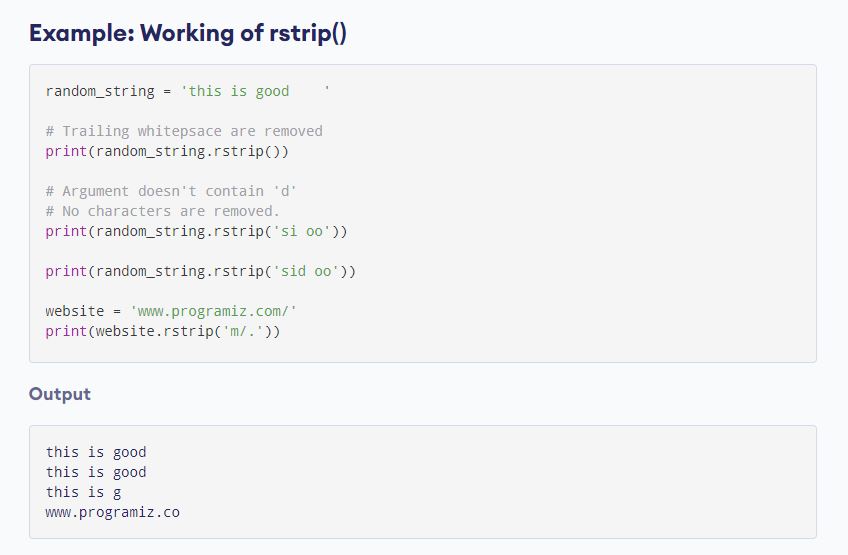 Example: Working of rstrip()
random_string = 'this is good    '
# Trailing whitepsace are removed
print(random_string.rstrip())
# Argument doesn't contain 'd'
# No characters are removed.
print(random_string.rstrip('si oo'))
print(random_string.rstrip('sid oo'))
website = 'www.programiz.com/'
print(website.rstrip('m/.'))
Output
this is good
this is good
this is g
www.programiz.co